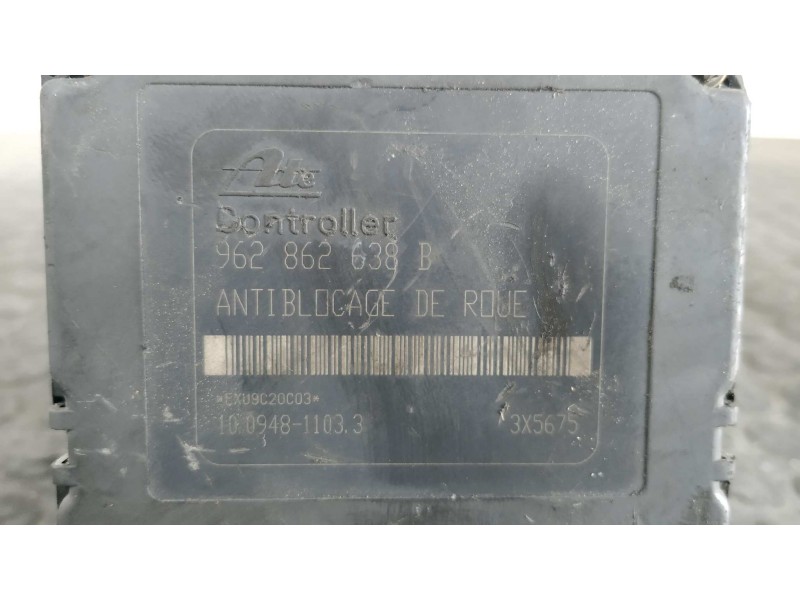 Ate
Controller
962 862 638 B
ANTIBLOCAGE DE ROUE
*EXU9C20C03*
10.0948-1103.3 3X5675